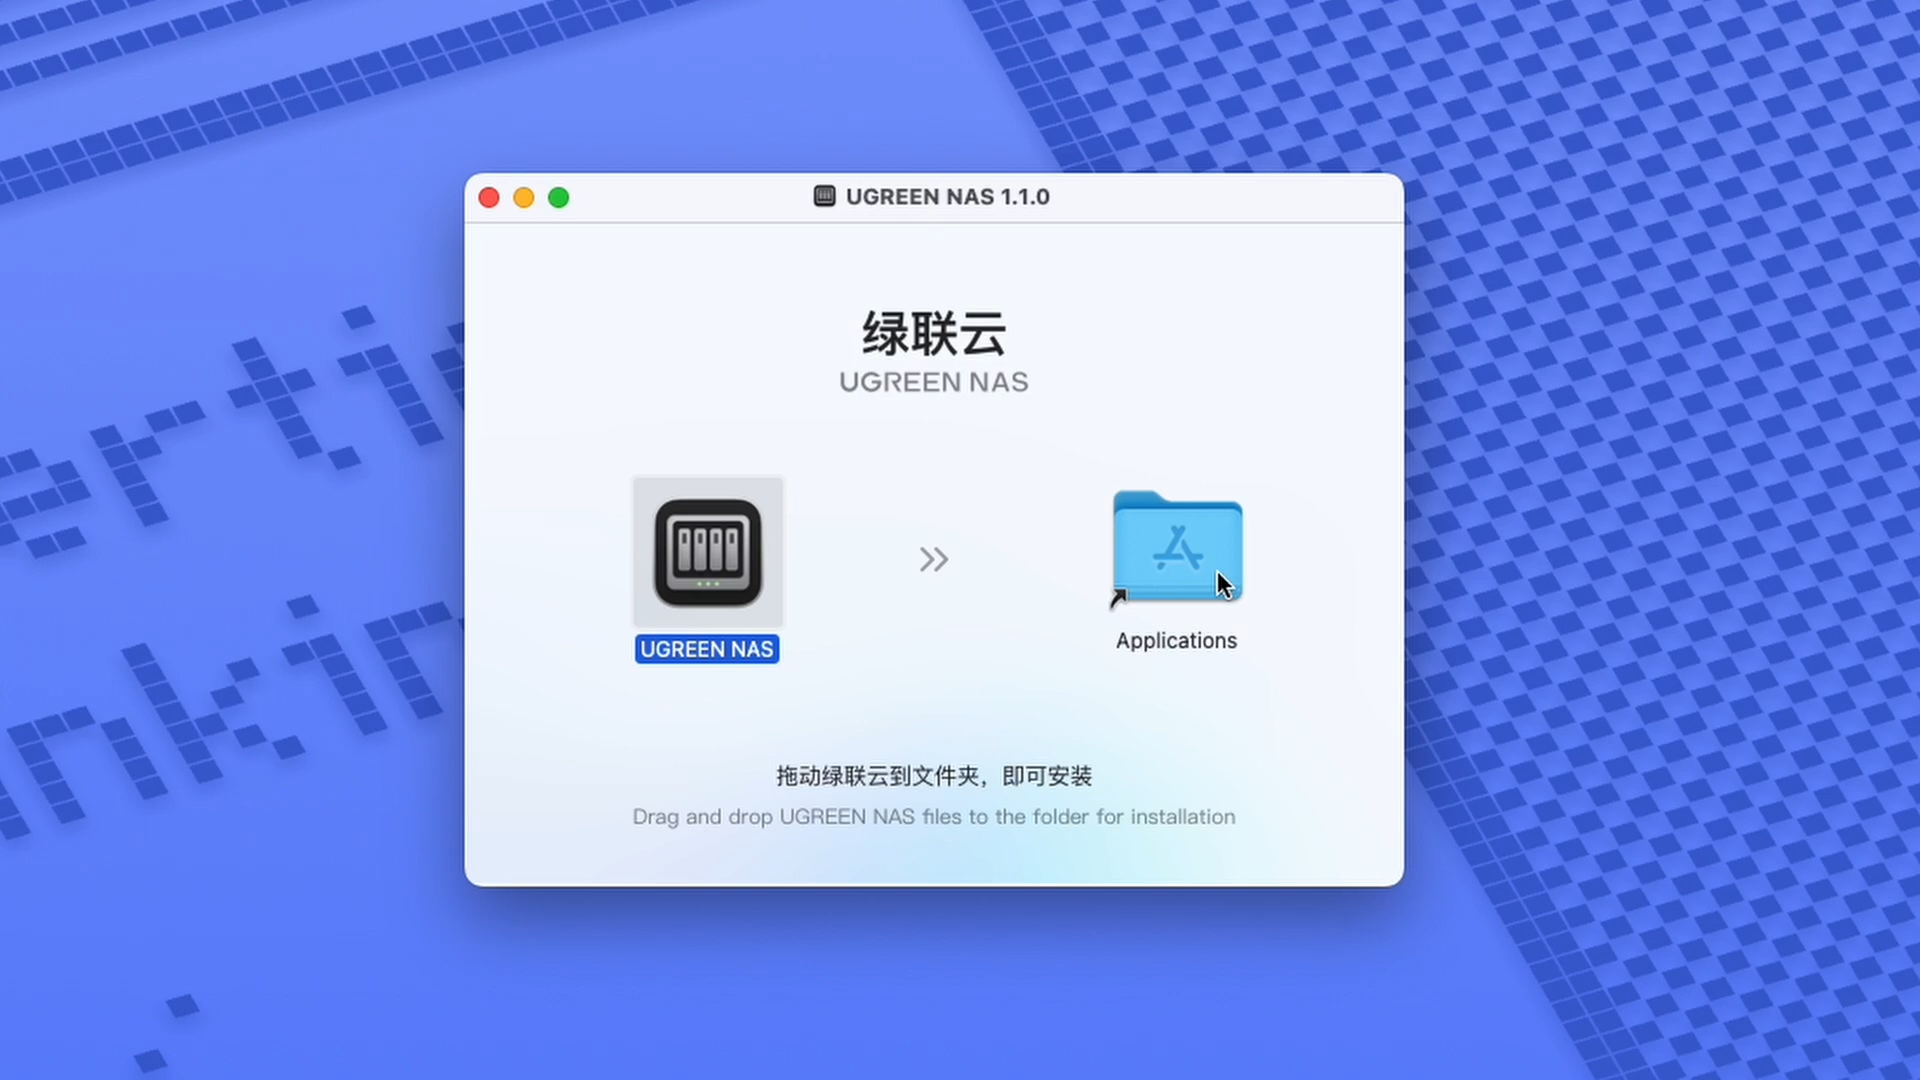 UGREEN NAS 1.1.0
绿联云
UGREEN NAS
UGREEN NAS
Applications
拖动绿联云到文件夹，即可安装
Drag and drop UGREEN NAS files to the folder for installation